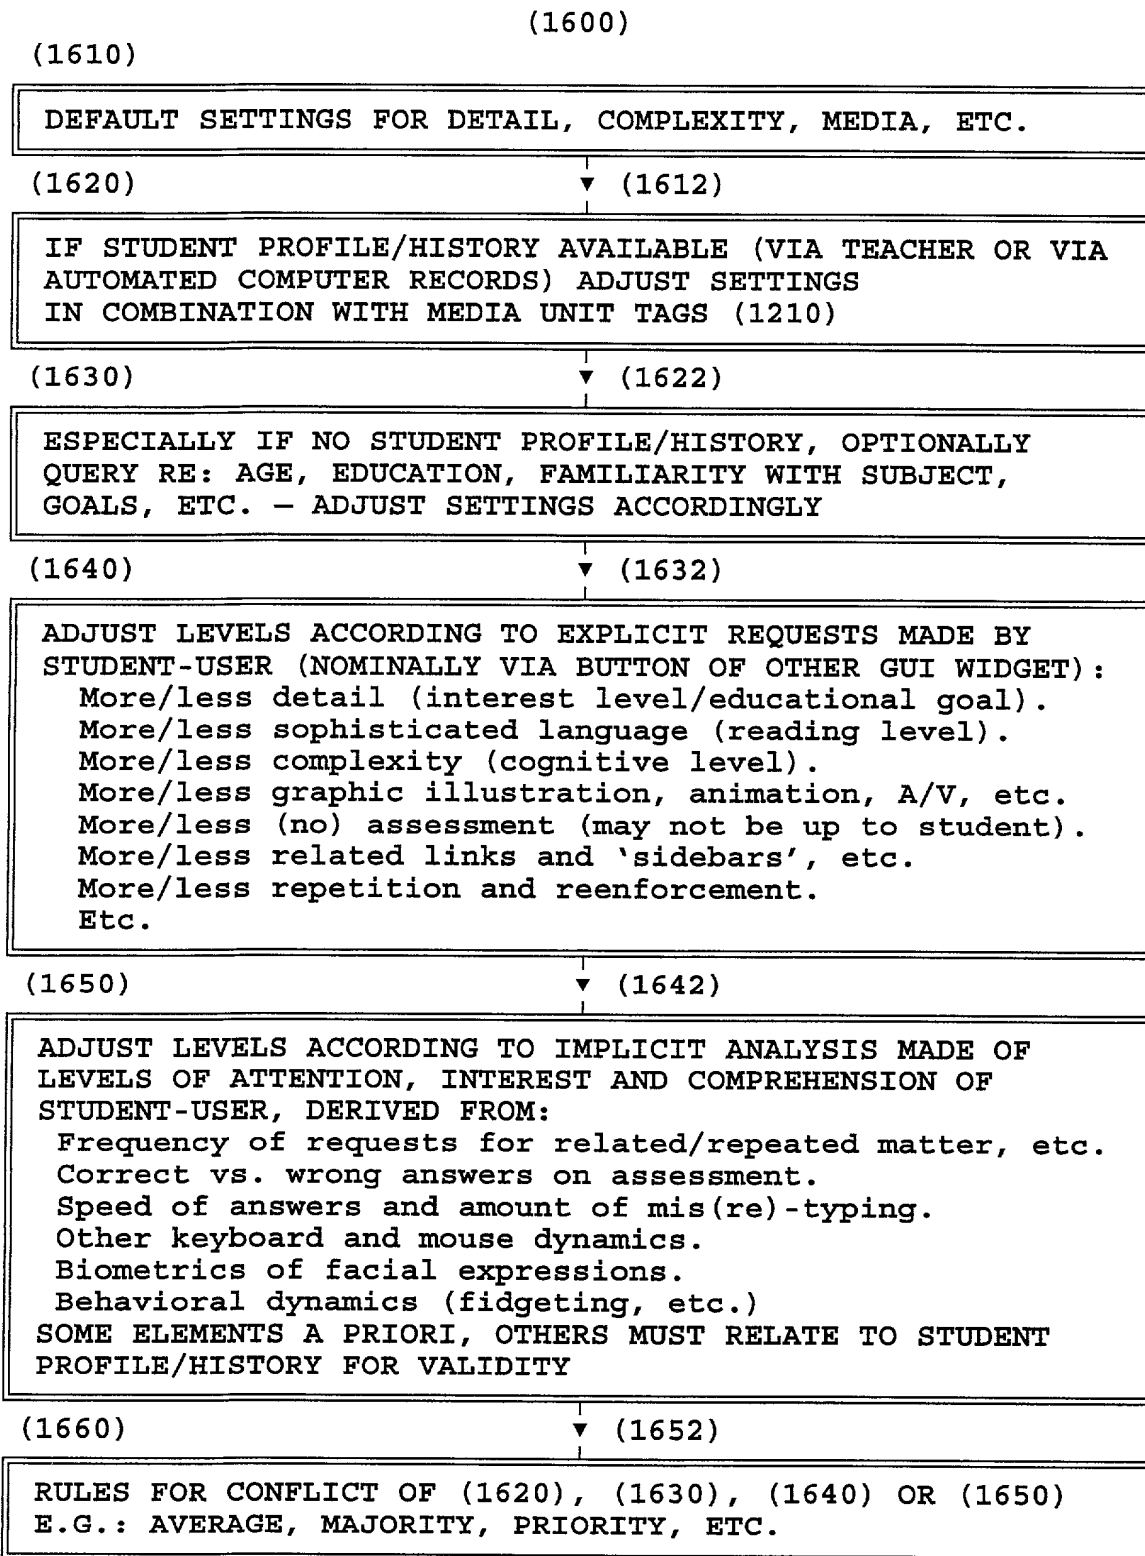 (1600)
(1610)
DEFAULT SETTINGS FOR DETAIL, COMPLEXITY, MEDIA, ETC.
(1620) (1612)
IF STUDENT PROFILE/HISTORY AVAILABLE (VIA TEACHER OR VIA
AUTOMATED COMPUTER RECORDS) ADJUST SETTINGS
IN COMBINATION WITH MEDIA UNIT TAGS (1210)
(1630) (1622)
ESPECIALLY IF NO STUDENT PROFILE/HISTORY, OPTIONALLY
QUERY RE: AGE, EDUCATION, FAMILIARITY WITH SUBJECT,
GOALS, ETC. — ADJUST SETTINGS ACCORDINGLY
(1640) (1632)
ADJUST LEVELS ACCORDING TO EXPLICIT REQUESTS MADE BY
STUDENT-USER (NOMINALLY VIA BUTTON OF OTHER GUI WIDGET):
More/less detail (interest level/educational goal).
More/less sophisticated language (reading level).
More/less complexity (cognitive level).
More/less graphic illustration, animation, A/V, etc.
More/less (no) assessment (may not be up to student).
More/less related links and ‘sidebars’, etc.
More/less repetition and reenforcement.
Etc.
(1650) (1642)
ADJUST LEVELS ACCORDING TO IMPLICIT ANALYSIS MADE OF
LEVELS OF ATTENTION, INTEREST AND COMPREHENSION OF
STUDENT-USER, DERIVED FROM:
Frequency of requests for related/repeated matter, etc.
Correct vs. wrong answers on assessment.
Speed of answers and amount of mis(re)-typing.
Other keyboard and mouse dynamics.
Biometrics of facial expressions.
Behavioral dynamics (fidgeting, etc.)
SOME ELEMENTS A PRIORI, OTHERS MUST RELATE TO STUDENT
PROFILE/HISTORY FOR VALIDITY
(1660) (1652)
RULES FOR CONFLICT OF (1620), (1630), (1640) OR (1650)
E.G.: AVERAGE, MAJORITY, PRIORITY, ETC.